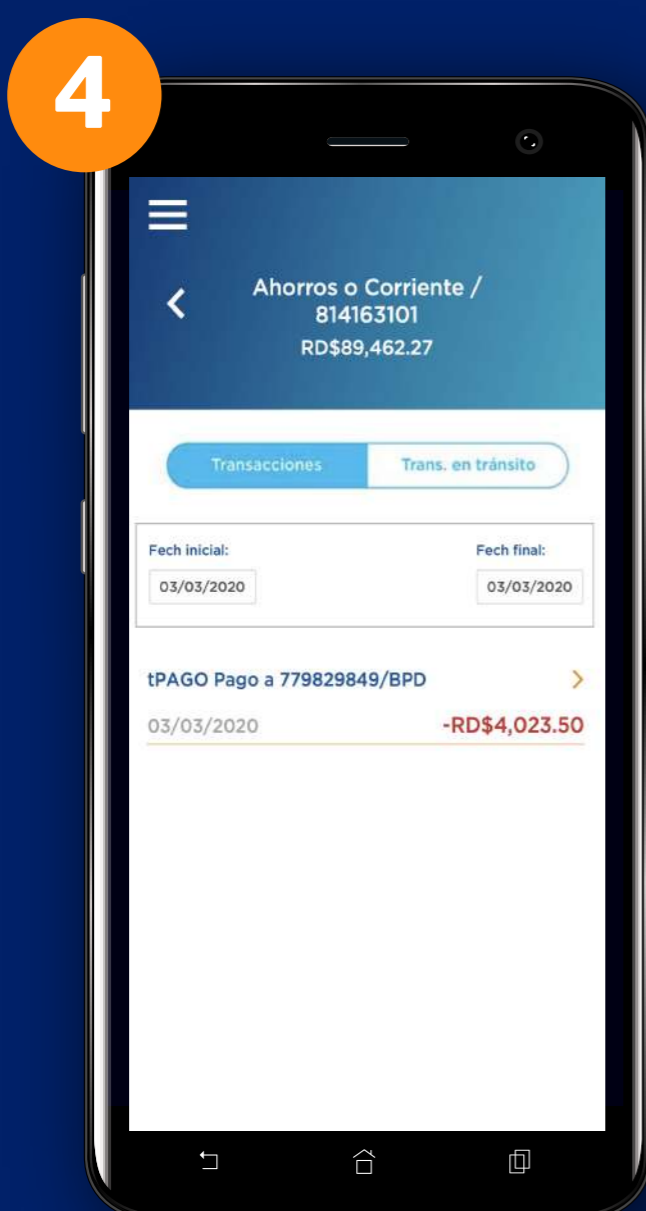 4
Ahorros o Corriente /
814163101
RD$89,462.27
Transacciones
Trans. en tránsito
Fech inicial:
Fech final:
03/03/2020
03/03/2020
tPAGO Pago a 779829849/BPD
03/03/2020
-RD$4,023.50